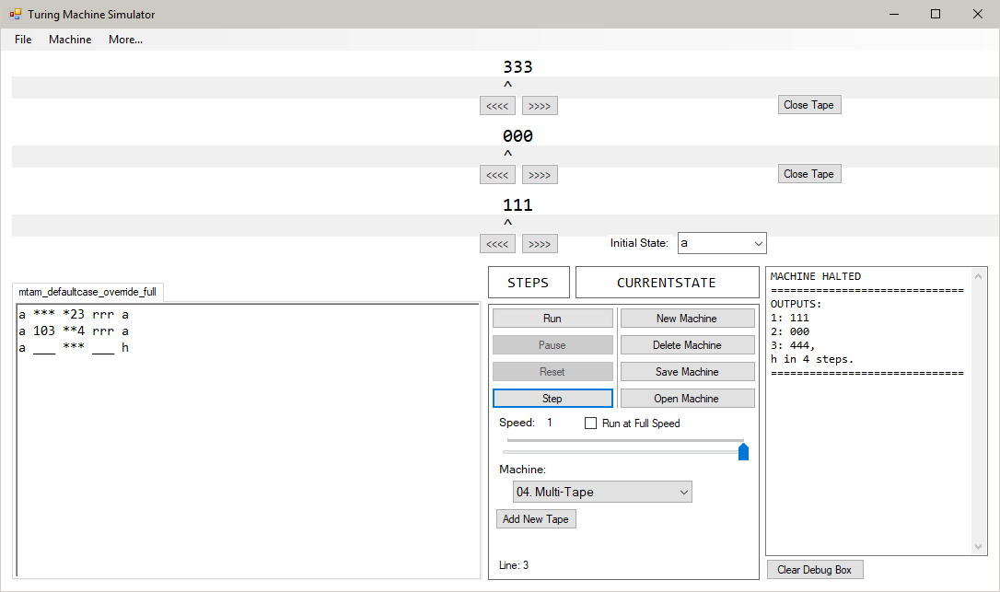 Turing Machine Simulator
File Machine More...
333
^
<<<< >>>> Close Tape
000
^
<<<< >>>> Close Tape
111
^
<<<< >>>> Initial State: a
mtam_defaultcase_override_full
a *** *23 rrr a
a 103 **4 rrr a
a ___ *** ___ h
STEPS CURRENTSTATE
Run New Machine
Pause Delete Machine
Reset Save Machine
Step Open Machine
Speed: 1 Run at Full Speed
Machine:
04. Multi-Tape
Add New Tape
Line: 3
MACHINE HALTED
==============================
OUTPUTS:
1: 111
2: 000
3: 444,
h in 4 steps.
==============================
Clear Debug Box